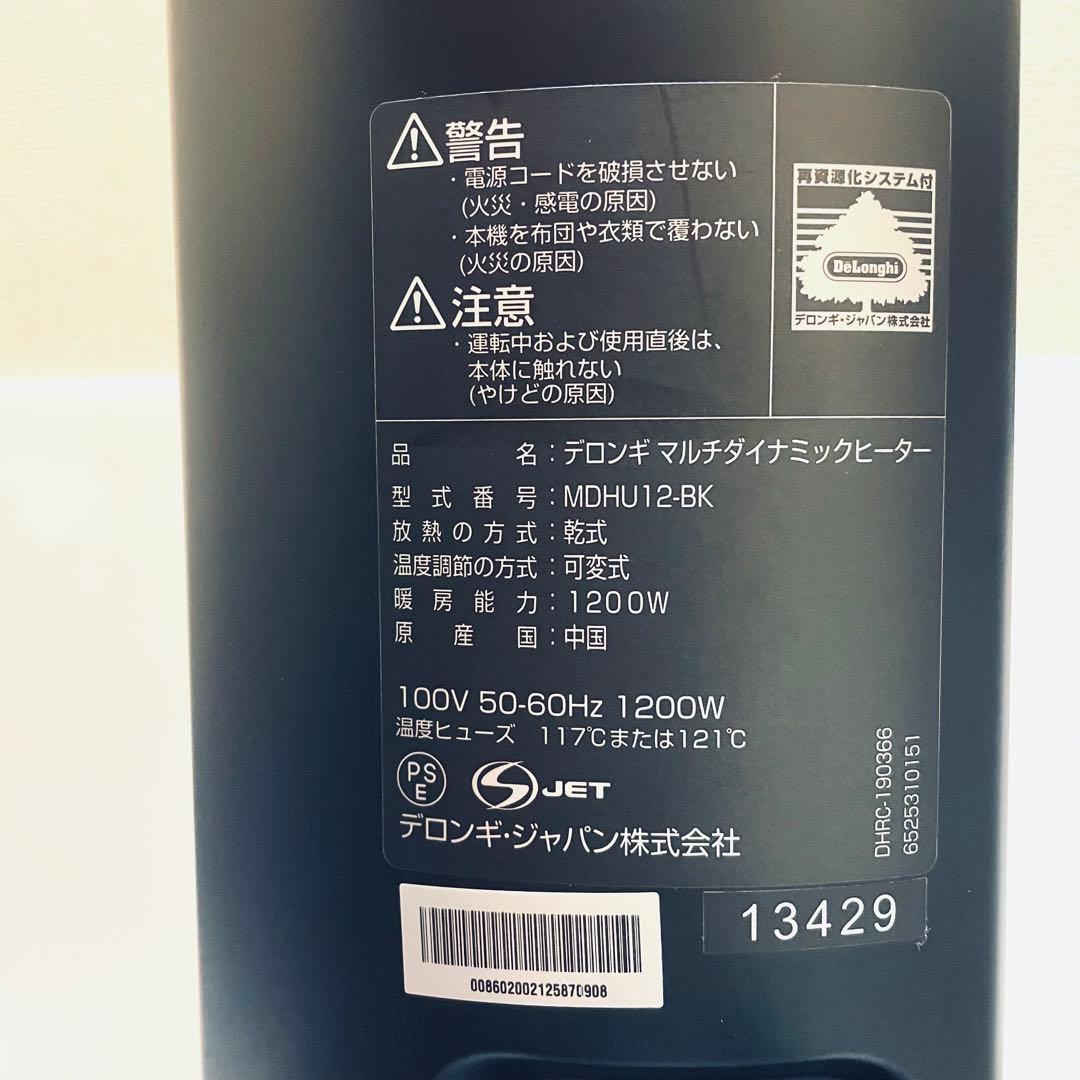 警告
・電源コードを破損させない
(火災・感電の原因)
・本機を布団や衣類で覆わない
(火災の原因)
注意
・運転中および使用直後は、
本体に触れない
(やけどの原因)
再資源化システム付
DeLonghi
デロンギ・ジャパン株式会社
品名：デロンギ マルチダイナミックヒーター
型式番号：MDHU12-BK
放熱の方式：乾式
温度調節の方式：可変式
暖房能力：1200W
原産国：中国
100V 50-60Hz 1200W
温度ヒューズ 117℃または121℃
PS
E
S JET
デロンギ・ジャパン株式会社
DHRC-190366
6525310151
008602002125870908
13429